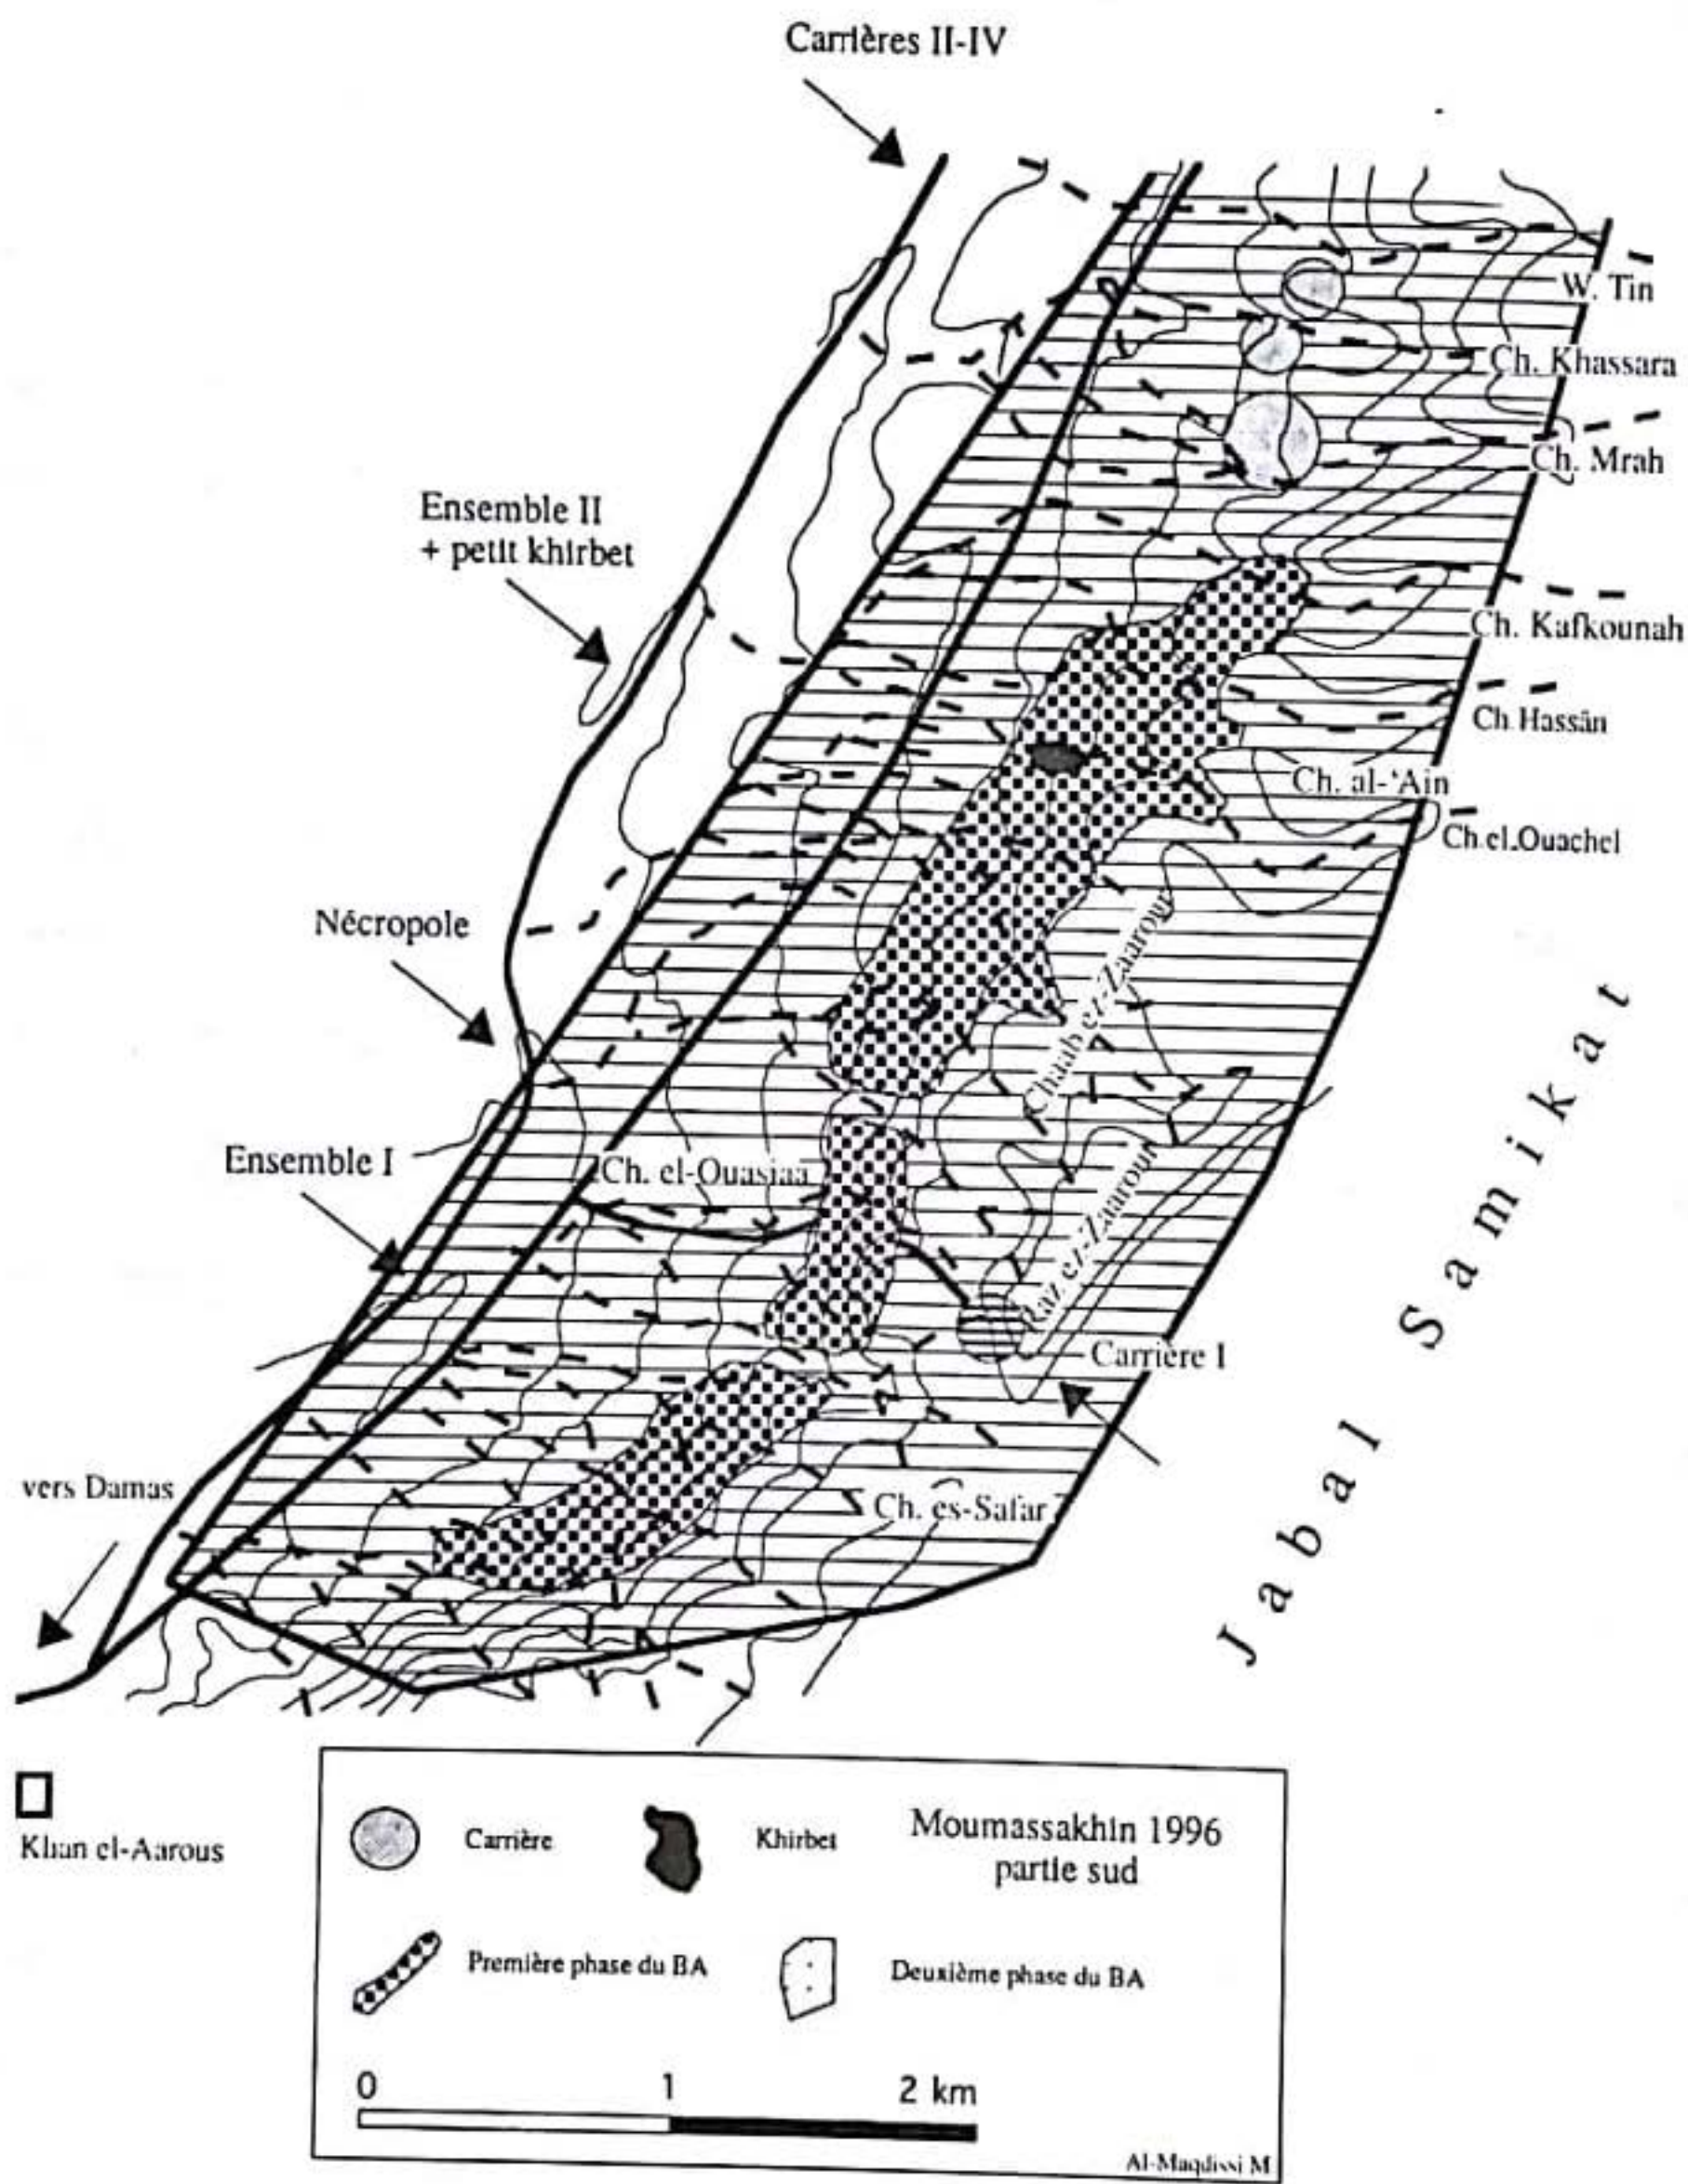 Carrières II-IV
W. Tin
Ch. Khassara
Ch. Mrah
Ensemble II
+ petit khirbet
Ch. Kafkounah
Ch. Hassân
Ch. al-‘Ain
Ch. el-Ouachel
Nécropole
Chaab ez-Zaarour
Jabal Samikat
Ensemble I
Ch. el-Ouasiaa
Raz ez-Zaarour
Carrière I
vers Damas
Ch. es-Safar
Khan el-Aarous
Carrière
Khirbet
Moumassakhin 1996
partie sud
Première phase du BA
Deuxième phase du BA
0 1 2 km
Al-Maqdissi M